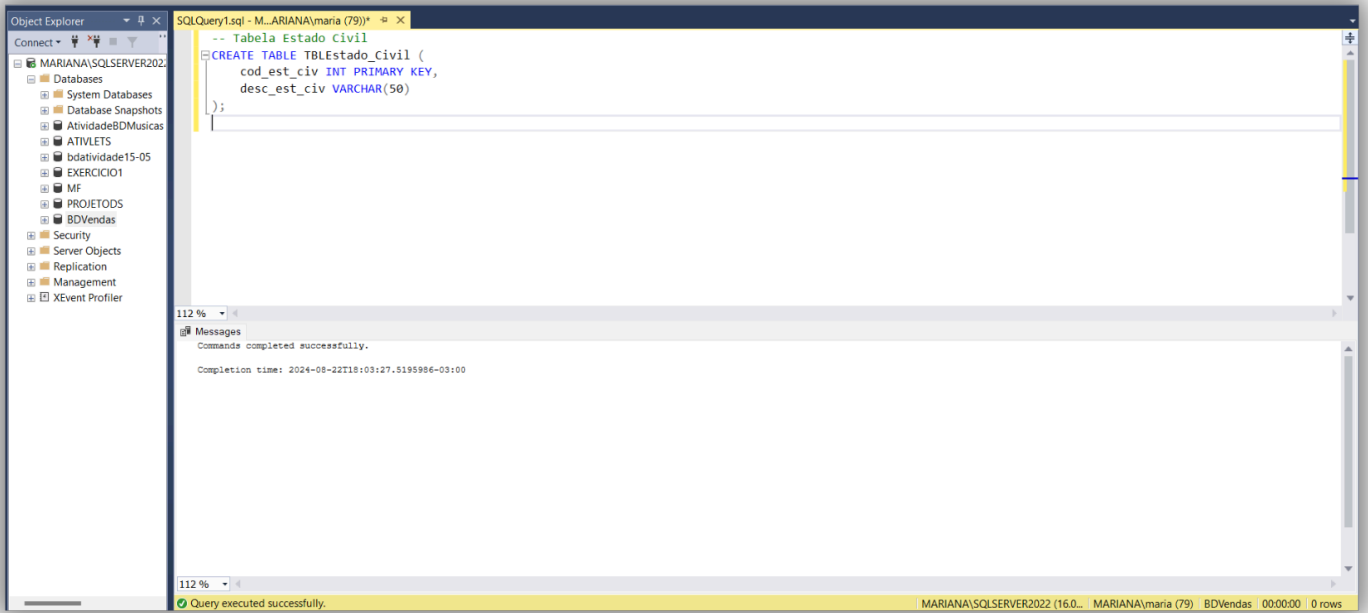 Object Explorer
Connect
MARIANA\SQLSERVER2022
Databases
System Databases
Database Snapshots
AtividadeBDMusicas
ATIVLETS
bdatividade15-05
EXERCICIO1
MF
PROJETODS
BDVendas
Security
Server Objects
Replication
Management
XEvent Profiler
SQLQuery1.sql - M...ARIANA\maria (79))*
-- Tabela Estado Civil
CREATE TABLE TBLEstado_Civil (
cod_est_civ INT PRIMARY KEY,
desc_est_civ VARCHAR(50)
);
112 %
Messages
Commands completed successfully.
Completion time: 2024-08-22T18:03:27.5195986-03:00
112 %
Query executed successfully.
MARIANA\SQLSERVER2022 (16.0... MARIANA\maria (79) BDVendas 00:00:00 0 rows